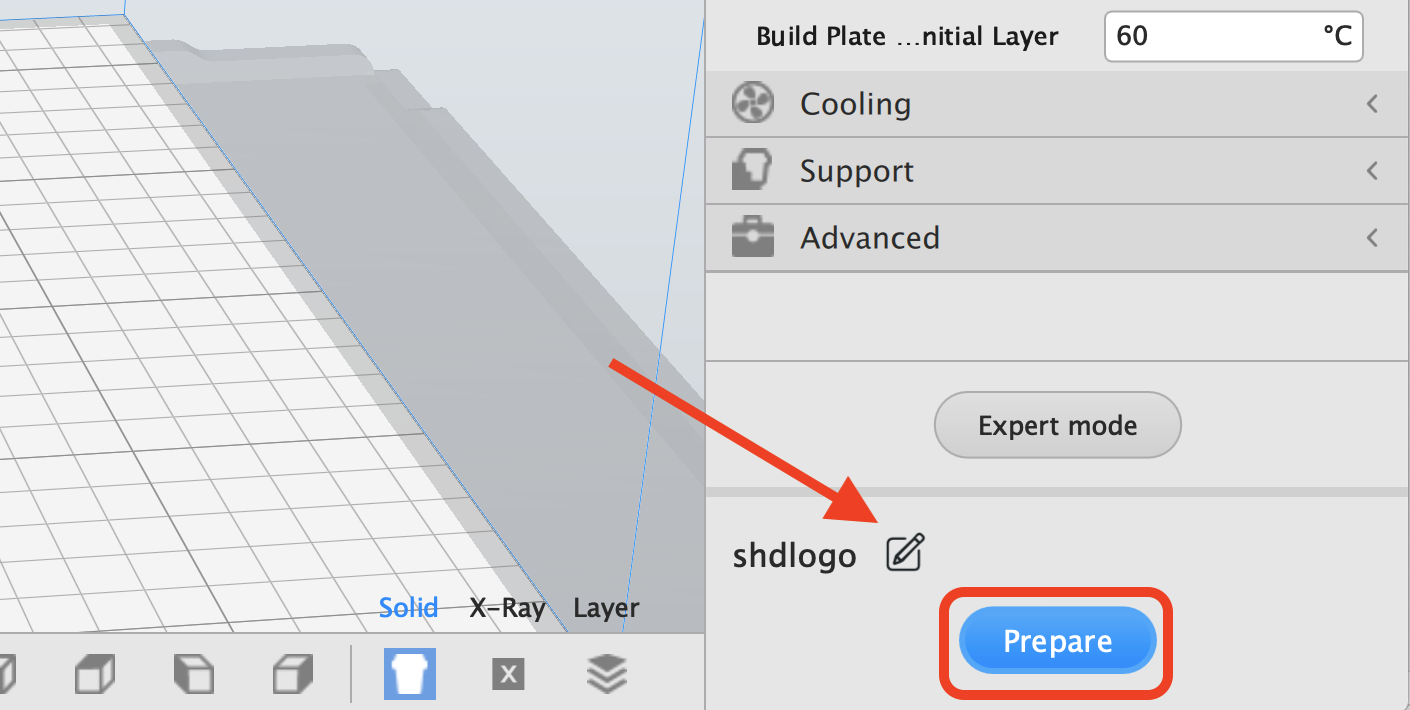 Build Plate ...nitial Layer
60 °C
Cooling
Support
Advanced
Expert mode
shdlogo
Prepare
Solid X-Ray Layer
X